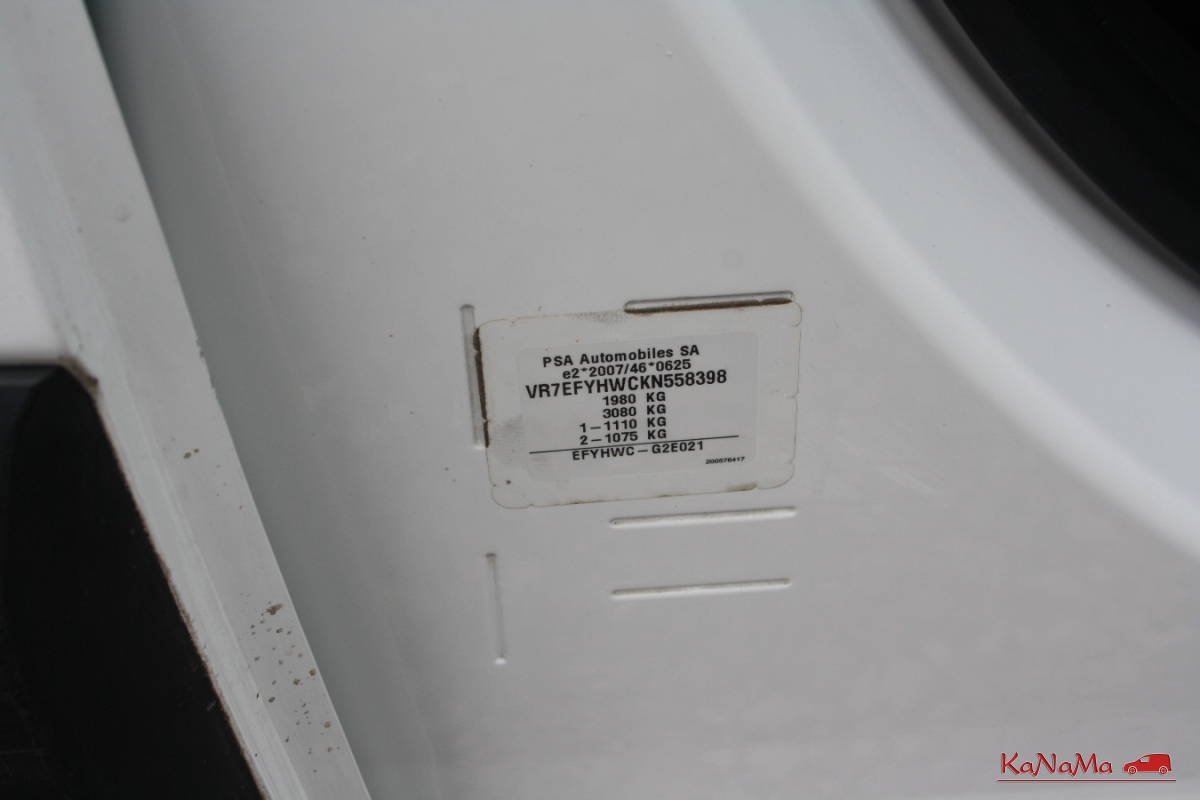 PSA Automobiles SA
e2*2007/46*0625
VR7EFYHWCKN558398
1980 KG
3080 KG
1-1110 KG
2-1075 KG
EFYHWC-G2E021
200576417
KaNaMa